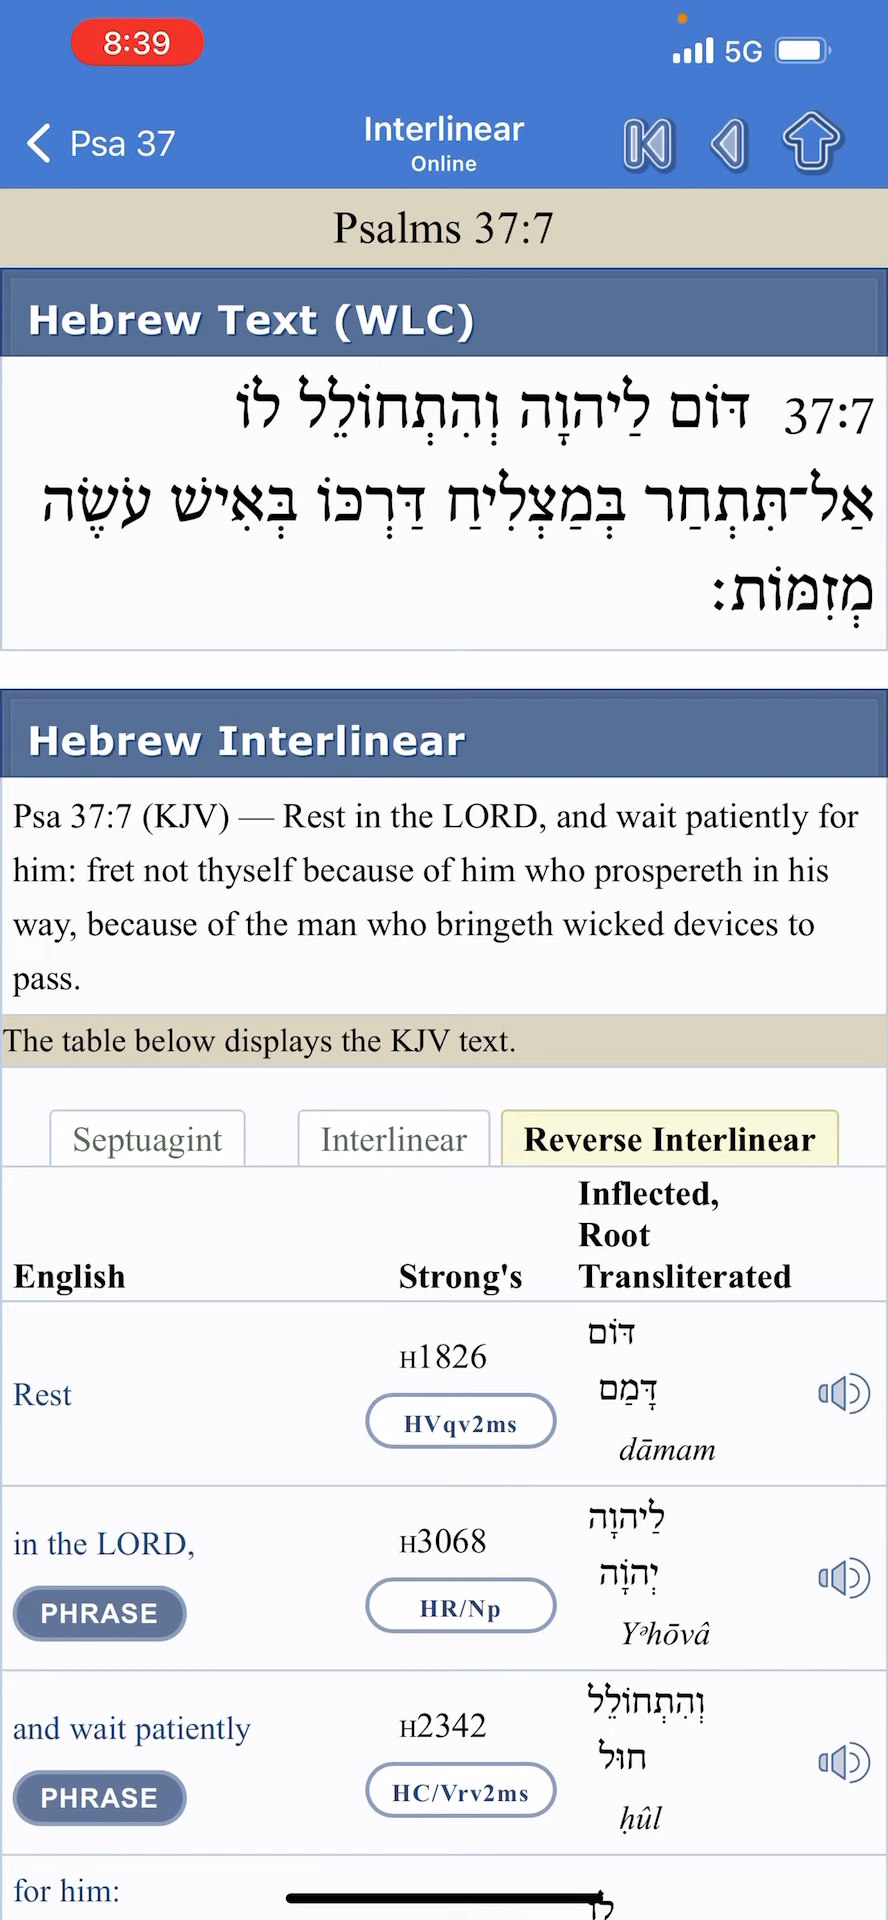 8:39
5G
Psa 37
Interlinear
Online
Psalms 37:7
Hebrew Text (WLC)
37:7 דּוֹם לַיהוָה וְהִתְחוֹלֵל לוֹ
אַל־תִּתְחַר בְּמַצְלִיחַ דַּרְכּוֹ בְּאִישׁ עֹשֶׂה
מְזִמּוֹת׃
Hebrew Interlinear
Psa 37:7 (KJV) — Rest in the LORD, and wait patiently for
him: fret not thyself because of him who prospereth in his
way, because of the man who bringeth wicked devices to
pass.
The table below displays the KJV text.
Septuagint Interlinear Reverse Interlinear
English Strong's Inflected,
Root
Transliterated
Rest
H1826
HVqv2ms
דּוֹם
דָּמַם
dāmam
in the LORD,
PHRASE
H3068
HR/Np
לַיהוָה
יְהוָֹה
Yᵊhōvâ
and wait patiently
PHRASE
H2342
HC/Vrv2ms
וְהִתְחוֹלֵל
חוּל
ḥûl
for him: